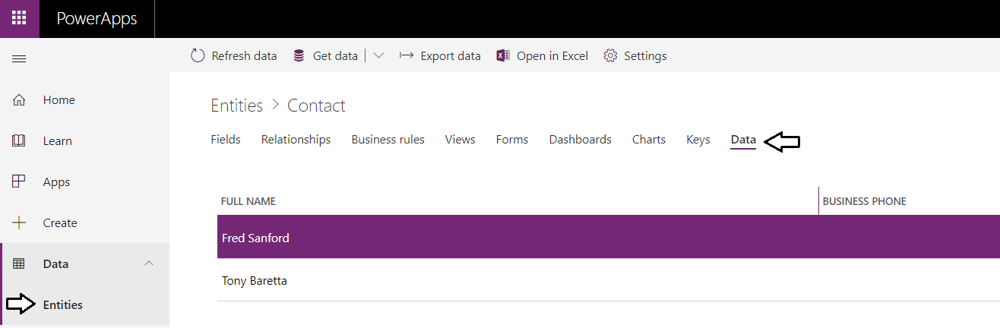 PowerApps
Refresh data Get data Export data Open in Excel Settings
Home
Learn
Apps
Create
Data
Entities
Entities > Contact
Fields Relationships Business rules Views Forms Dashboards Charts Keys Data
FULL NAME BUSINESS PHONE
Fred Sanford
Tony Baretta